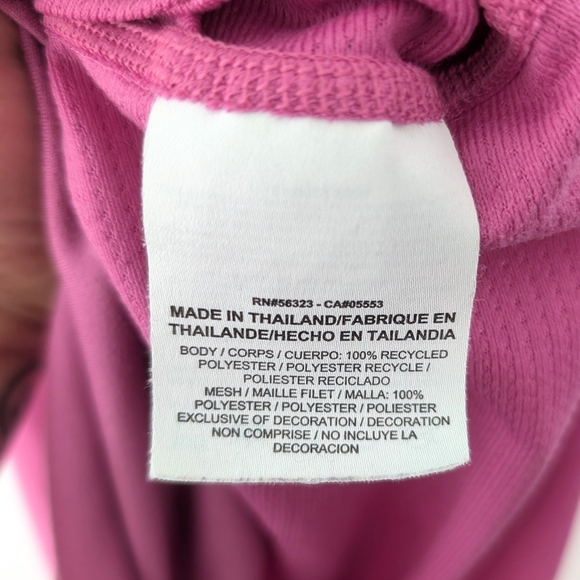 RN#56323 - CA#05553
MADE IN THAILAND/FABRIQUE EN
THAILANDE/HECHO EN TAILANDIA
BODY / CORPS / CUERPO: 100% RECYCLED
POLYESTER / POLYESTER RECYCLE /
POLIESTER RECICLADO
MESH / MAILLE FILET / MALLA: 100%
POLYESTER / POLYESTER / POLIESTER
EXCLUSIVE OF DECORATION / DECORATION
NON COMPRISE / NO INCLUYE LA
DECORACION